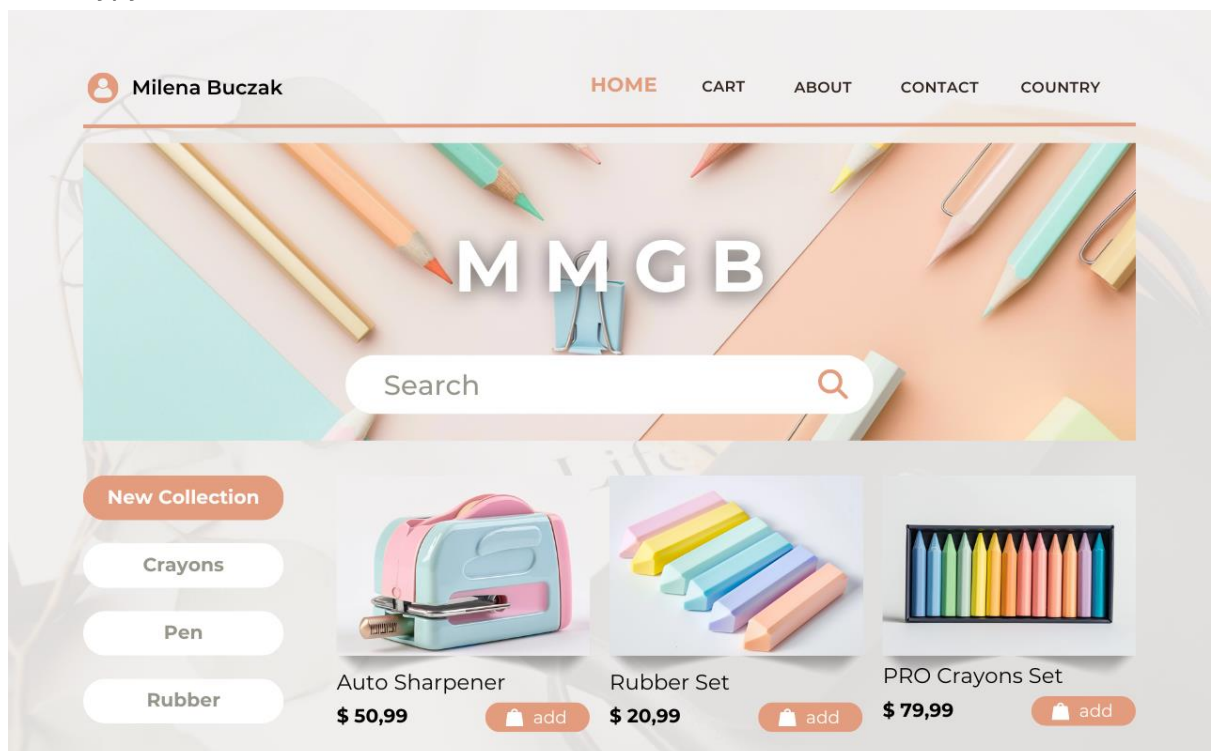 Milena Buczak
HOME CART ABOUT CONTACT COUNTRY
MMGB
Search
New Collection
Crayons
Pen
Rubber
Auto Sharpener
$ 50,99 add
Rubber Set
$ 20,99 add
PRO Crayons Set
$ 79,99 add